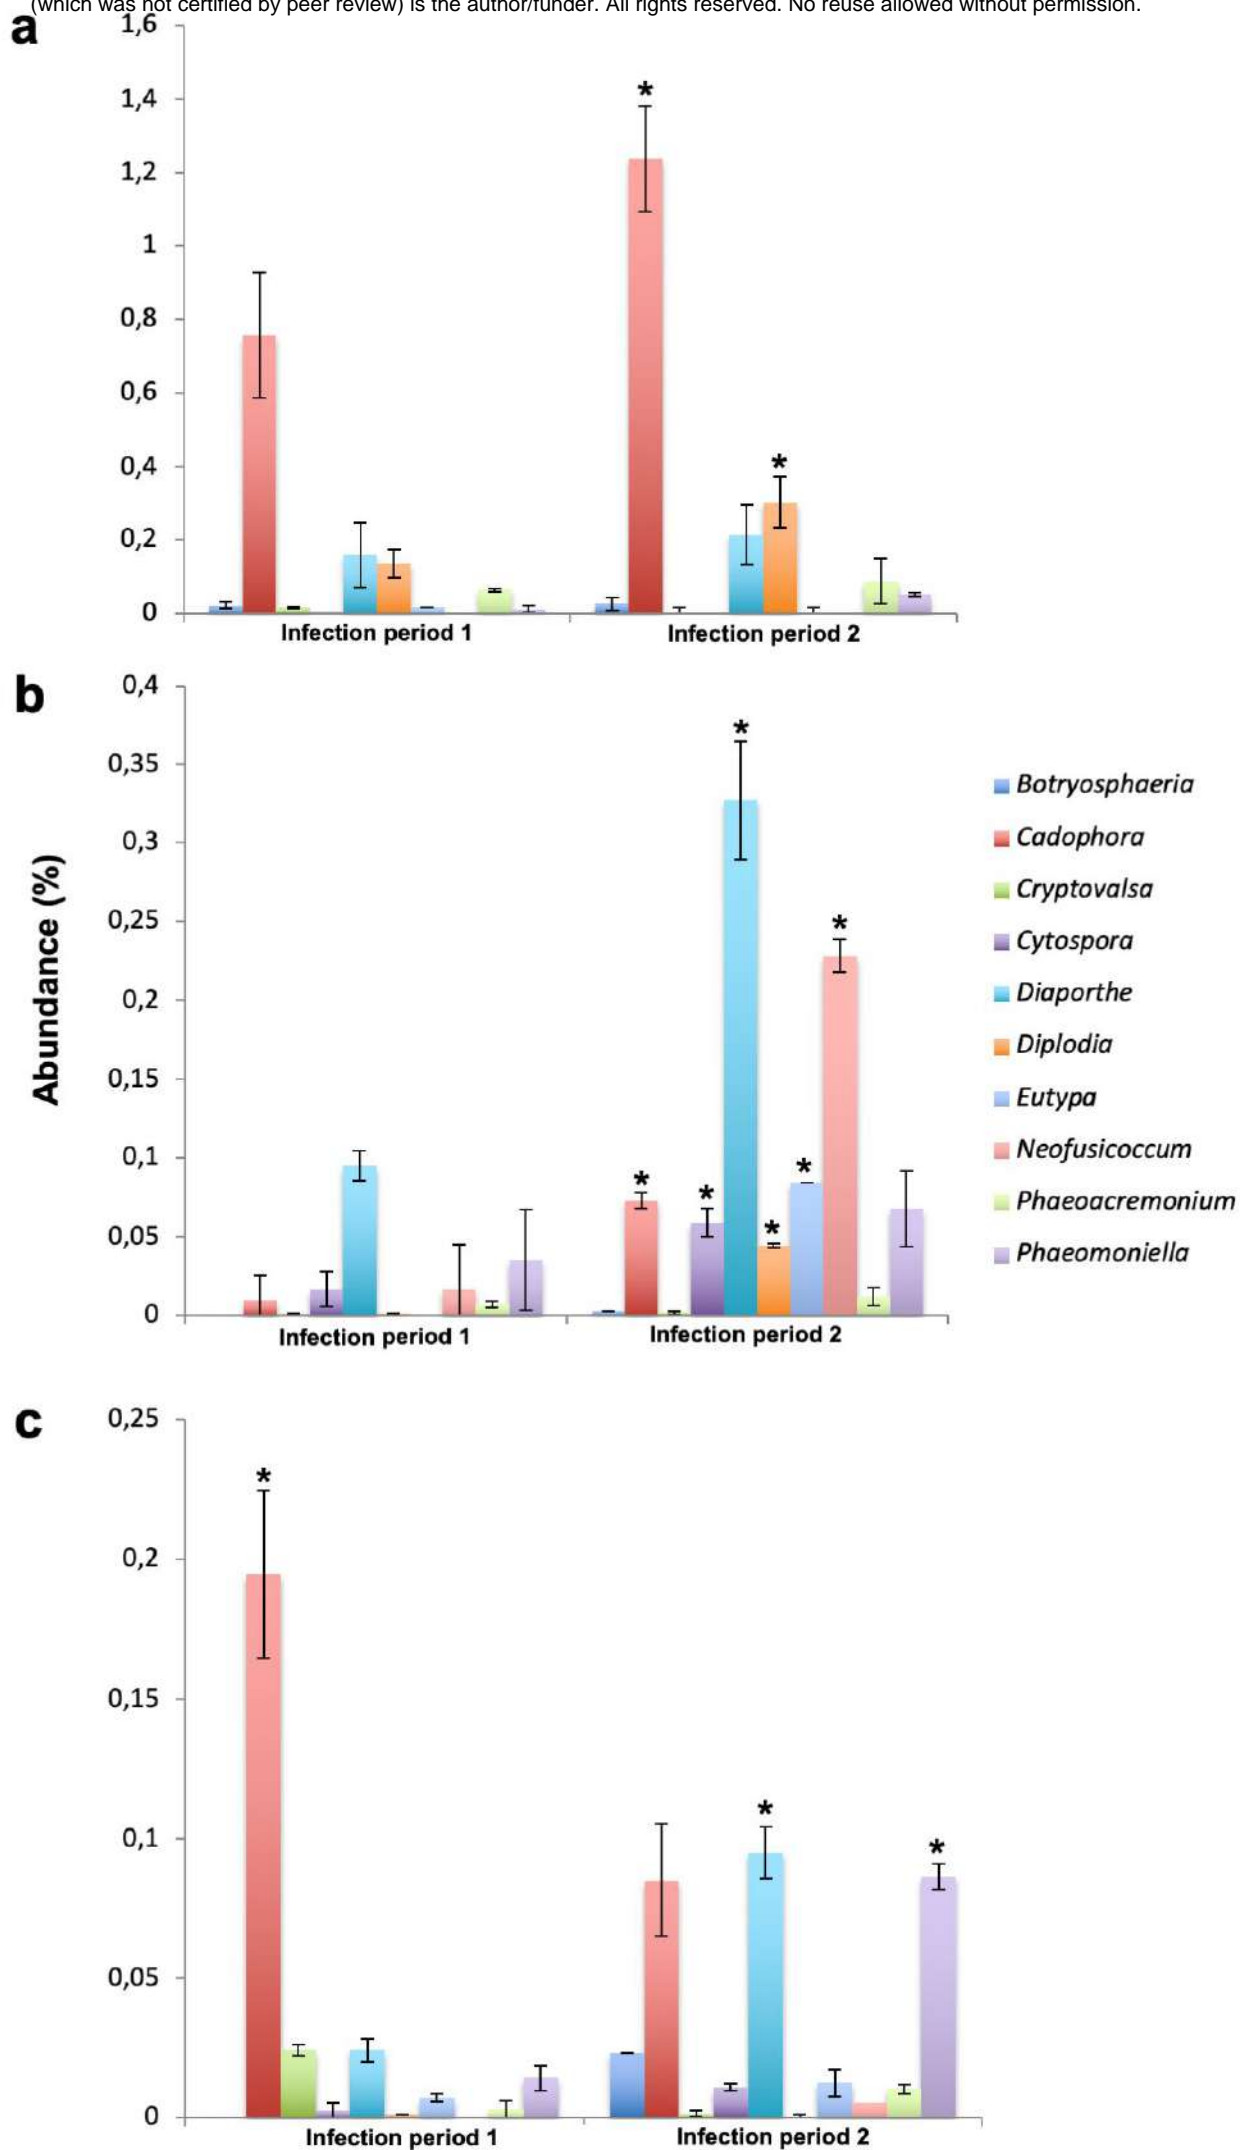 (which was not certified by peer review) is the author/funder. All rights reserved. No reuse allowed without permission.
a
1,6
1,4
*
1,2
1
0,8
0,6
0,4
*
0,2
0
Infection period 1 Infection period 2
b
0,4
*
0,35
0,3
0,25
*
0,2
0,15
0,1
* * * *
0,05
0
Infection period 1 Infection period 2
Abundance (%)
Botryosphaeria
Cadophora
Cryptovalsa
Cytospora
Diaporthe
Diplodia
Eutypa
Neofusicoccum
Phaeoacremonium
Phaeomoniella
c
0,25
*
0,2
0,15
0,1
* *
0,05
0
Infection period 1 Infection period 2